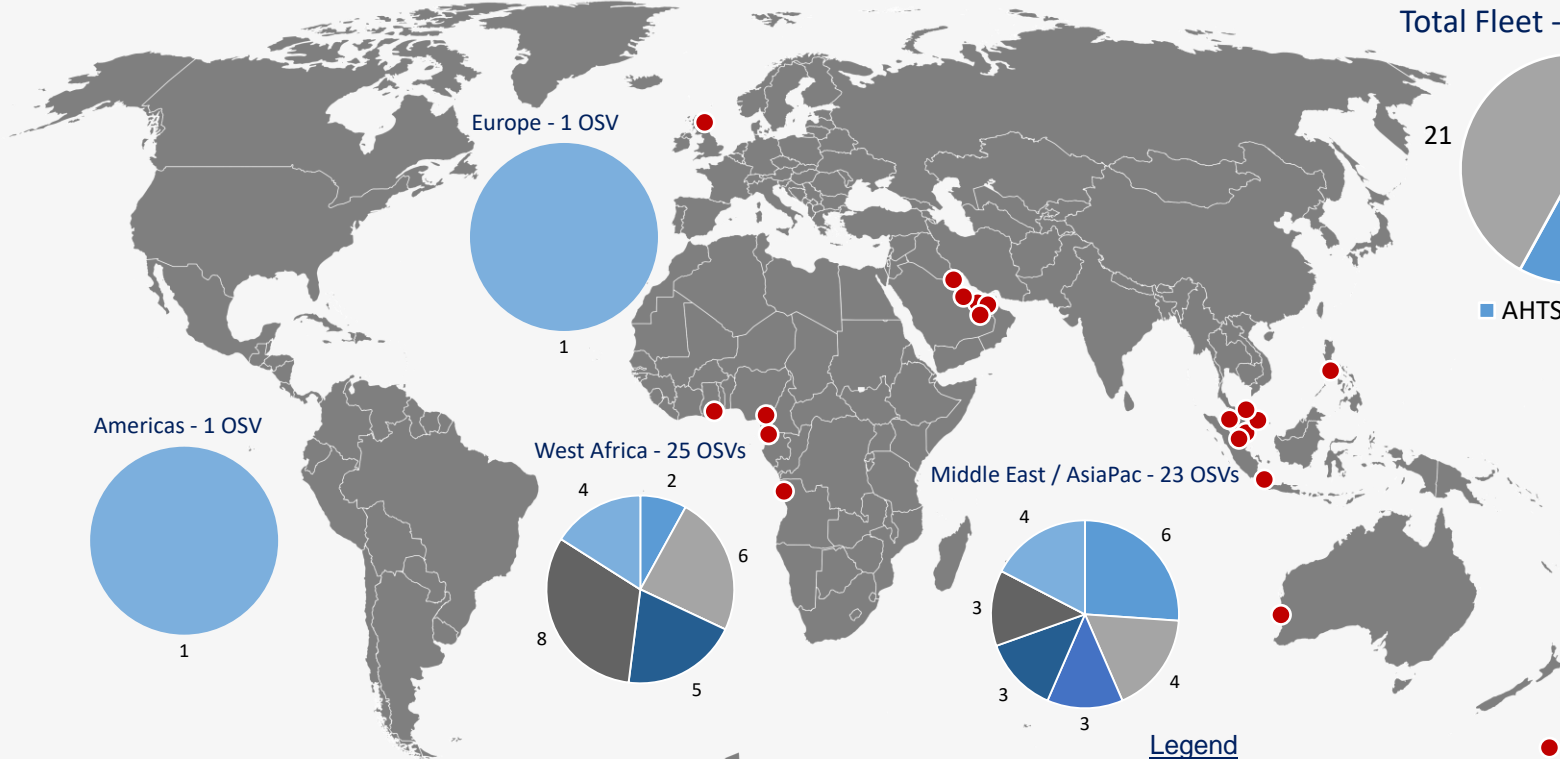 Total Fleet -
21
AHTS
Europe - 1 OSV
1
Americas - 1 OSV
1
West Africa - 25 OSVs
4
2
6
8
5
Middle East / AsiaPac - 23 OSVs
4
6
3
4
3
3
Legend